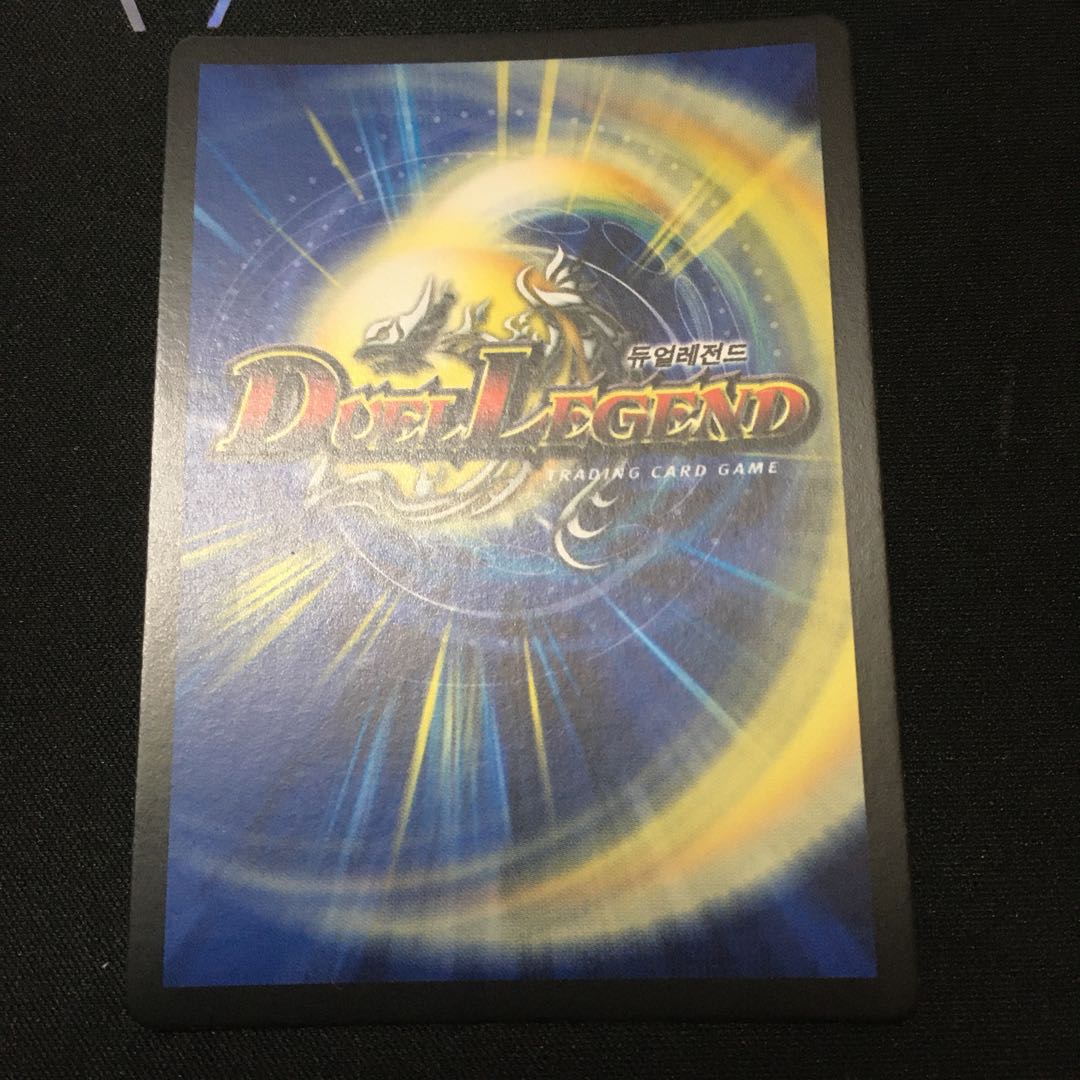 듀얼레전드
DUEL LEGEND
TRADING CARD GAME